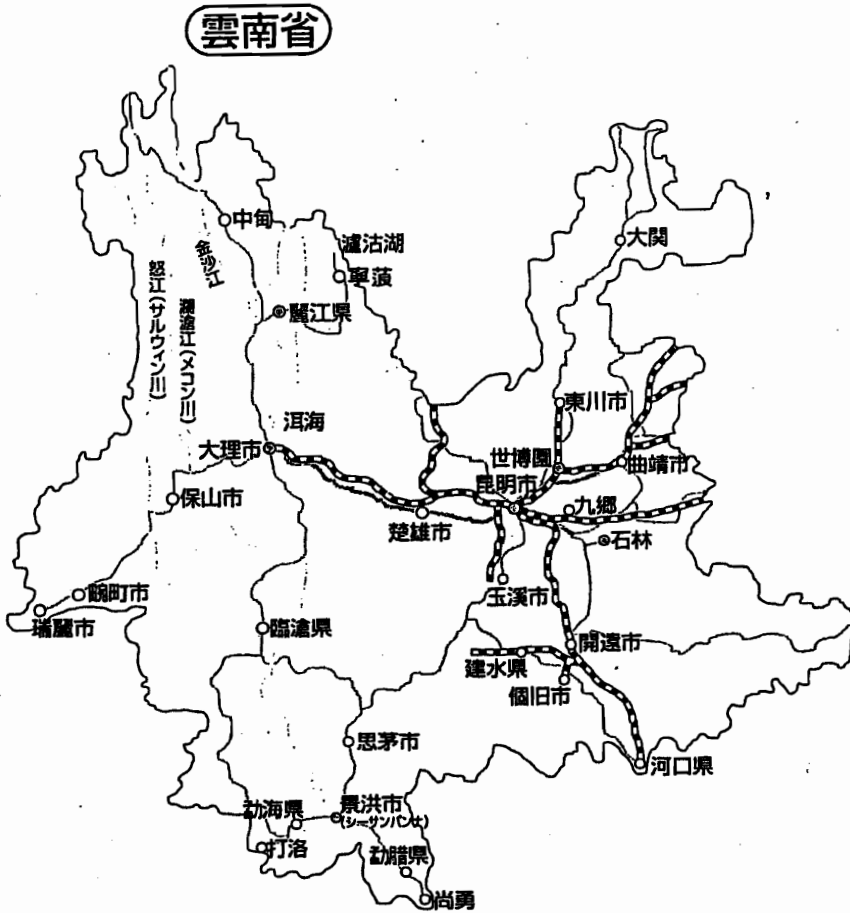 雲南省
中甸
瀘沽湖
寧蒗
大関
金沙江
怒江(サルウィン川)
瀾滄江(メコン川)
麗江県
洱海
大理市
東川市
世博園
昆明市
曲靖市
保山市
楚雄市
九郷
石林
畹町市
瑞麗市
玉溪市
臨滄県
開遠市
建水県
個旧市
思茅市
河口県
勐海県
景洪市
(シーサンパンナ)
打洛
勐腊県
尚勇